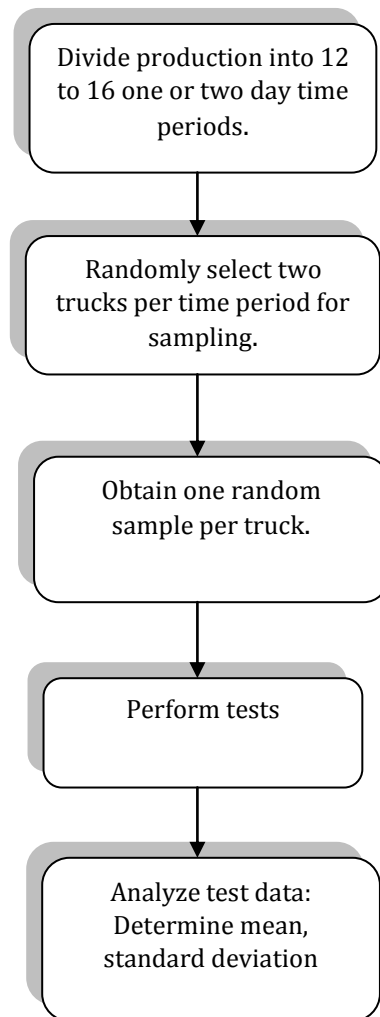 Divide production into 12
to 16 one or two day time
periods.
Randomly select two
trucks per time period for
sampling.
Obtain one random
sample per truck.
Perform tests
Analyze test data:
Determine mean,
standard deviation